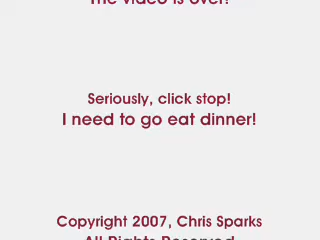 The video is over!
Seriously, click stop!
I need to go eat dinner!
Copyright 2007, Chris Sparks
All Rights Reserved